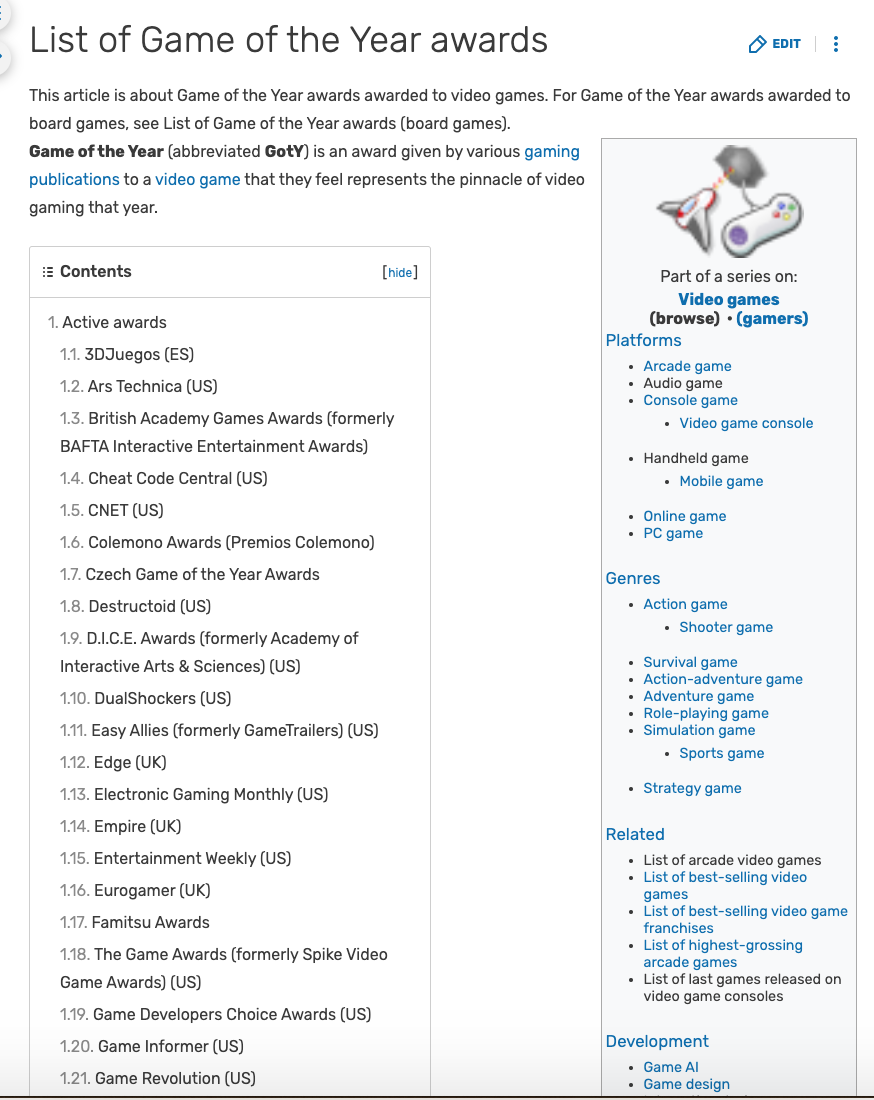 List of Game of the Year awards
EDIT
This article is about Game of the Year awards awarded to video games. For Game of the Year awards awarded to
board games, see List of Game of the Year awards (board games).
Game of the Year (abbreviated GotY) is an award given by various gaming
publications to a video game that they feel represents the pinnacle of video
gaming that year.
Contents [hide]
1. Active awards
1.1. 3DJuegos (ES)
1.2. Ars Technica (US)
1.3. British Academy Games Awards (formerly
BAFTA Interactive Entertainment Awards)
1.4. Cheat Code Central (US)
1.5. CNET (US)
1.6. Colemono Awards (Premios Colemono)
1.7. Czech Game of the Year Awards
1.8. Destructoid (US)
1.9. D.I.C.E. Awards (formerly Academy of
Interactive Arts & Sciences) (US)
1.10. DualShockers (US)
1.11. Easy Allies (formerly GameTrailers) (US)
1.12. Edge (UK)
1.13. Electronic Gaming Monthly (US)
1.14. Empire (UK)
1.15. Entertainment Weekly (US)
1.16. Eurogamer (UK)
1.17. Famitsu Awards
1.18. The Game Awards (formerly Spike Video
Game Awards) (US)
1.19. Game Developers Choice Awards (US)
1.20. Game Informer (US)
1.21. Game Revolution (US)
Part of a series on:
Video games
(browse) • (gamers)
Platforms
• Arcade game
• Audio game
• Console game
• Video game console
• Handheld game
• Mobile game
• Online game
• PC game
Genres
• Action game
• Shooter game
• Survival game
• Action-adventure game
• Adventure game
• Role-playing game
• Simulation game
• Sports game
• Strategy game
Related
• List of arcade video games
• List of best-selling video
games
• List of best-selling video game
franchises
• List of highest-grossing
arcade games
• List of last games released on
video game consoles
Development
• Game AI
• Game design